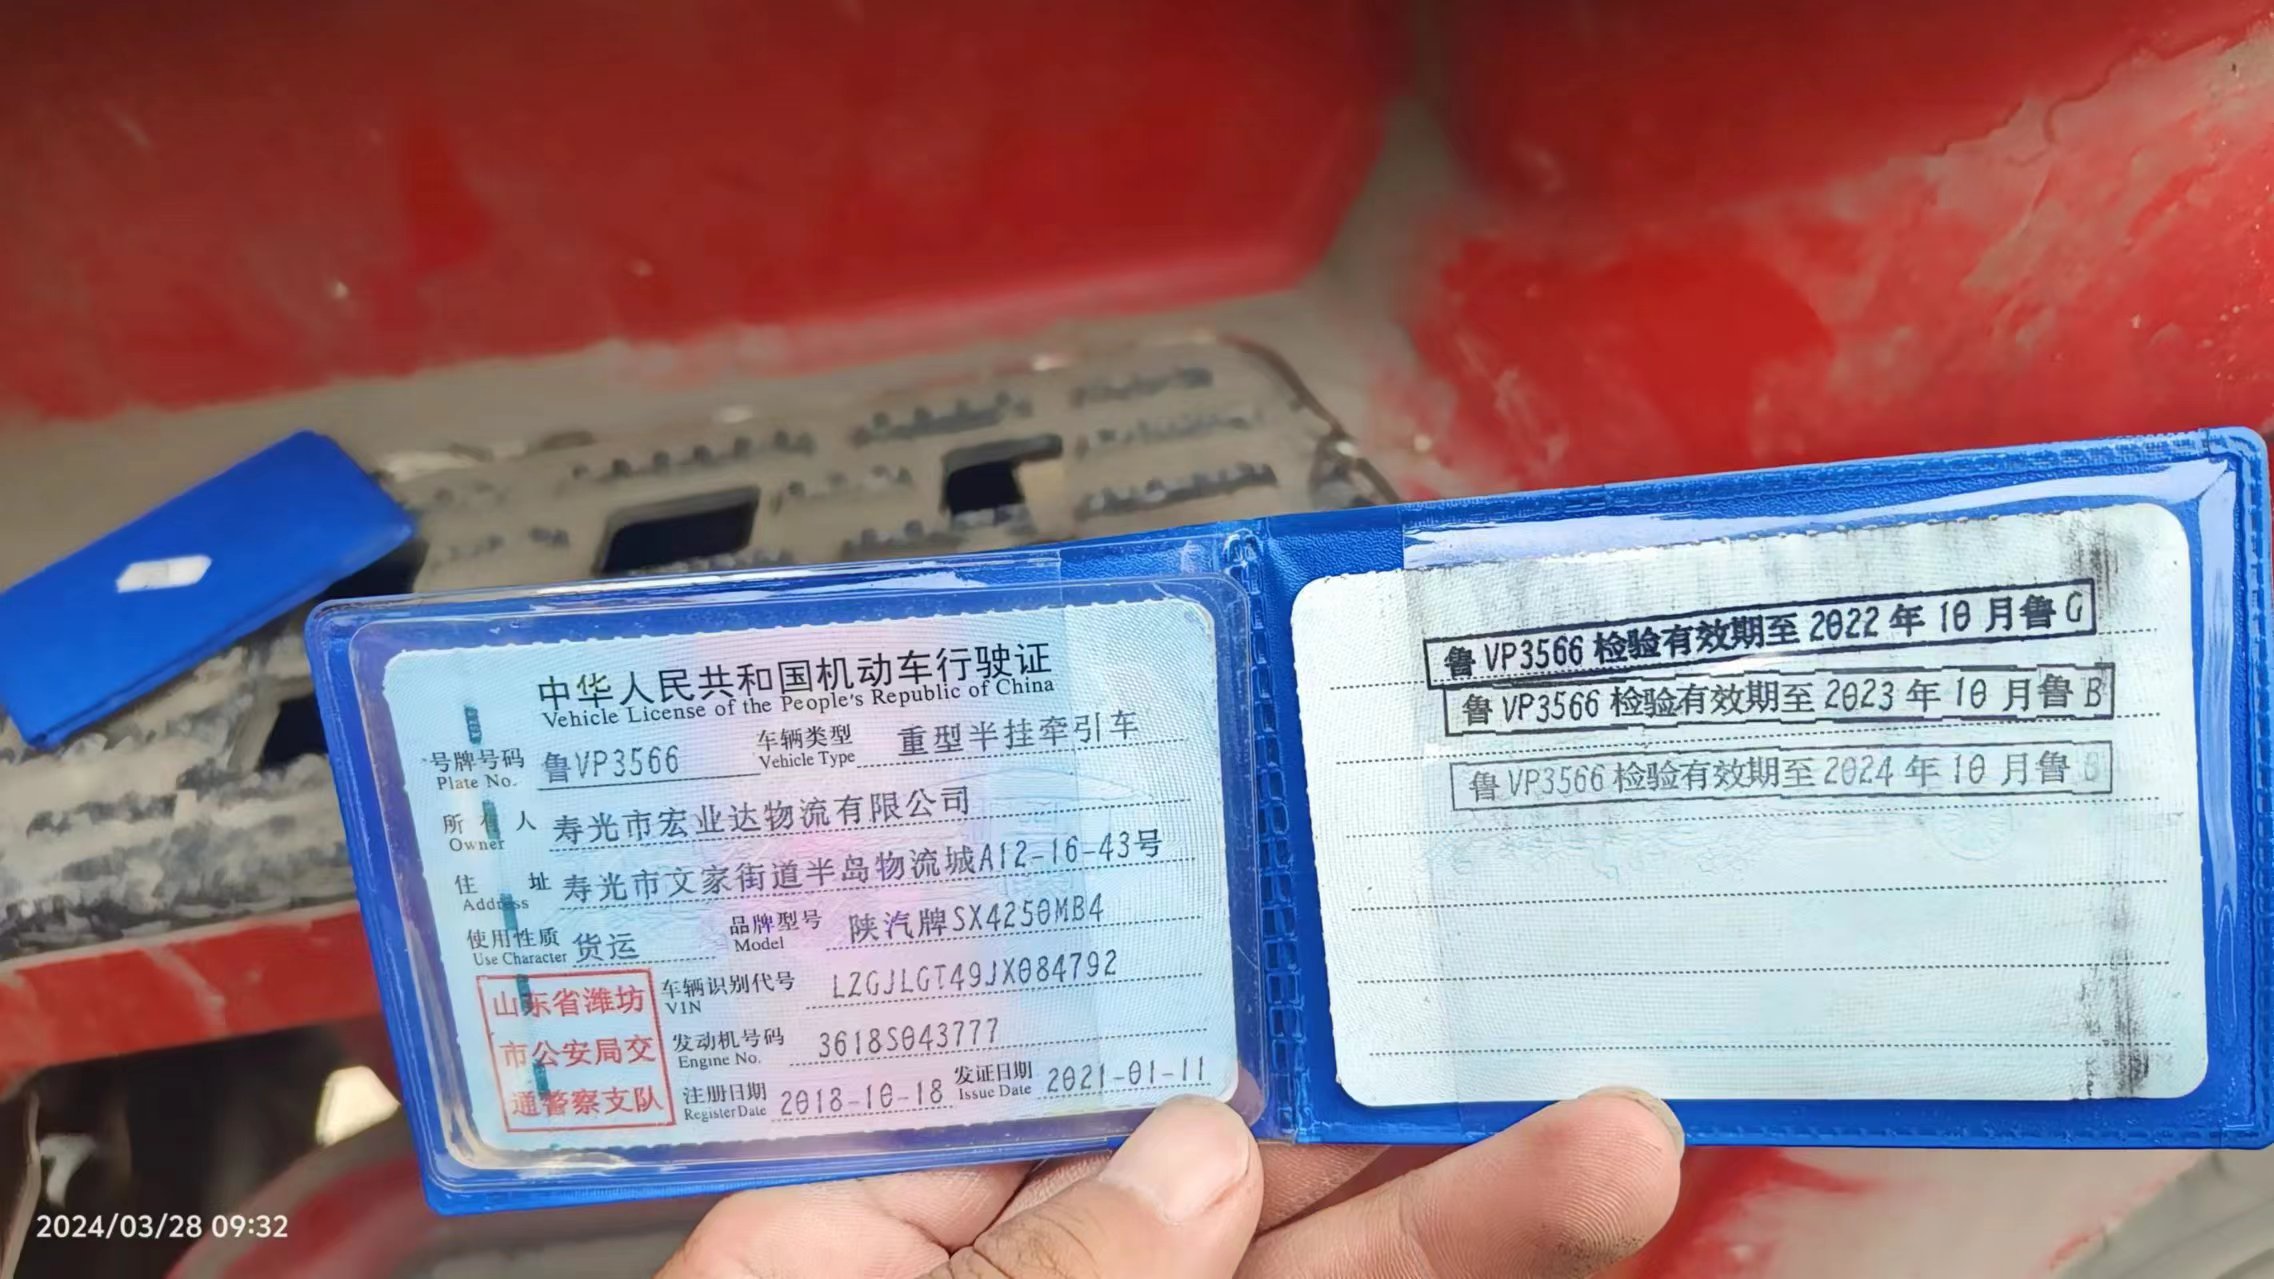 中华人民共和国机动车行驶证
Vehicle License of the People's Republic of China
号牌号码 鲁VP3566 车辆类型 重型半挂牵引车
Plate No. Vehicle Type
所有人 寿光市宏业达物流有限公司
Owner
住址 寿光市文家街道半岛物流城A12-16-43号
Address
使用性质 货运 品牌型号 陕汽牌SX4250MB4
Use Character Model
车辆识别代号 LZGJLGT49JX084792
VIN
发动机号码 3618S043777
Engine No.
注册日期 2018-10-18 发证日期 2021-01-11
Register Date Issue Date
山东省潍坊
市公安局交
通警察支队
鲁VP3566 检验有效期至 2022 年 10 月鲁 G
鲁VP3566 检验有效期至 2023 年 10 月鲁 B
鲁VP3566 检验有效期至 2024 年 10 月鲁 B
2024/03/28 09:32